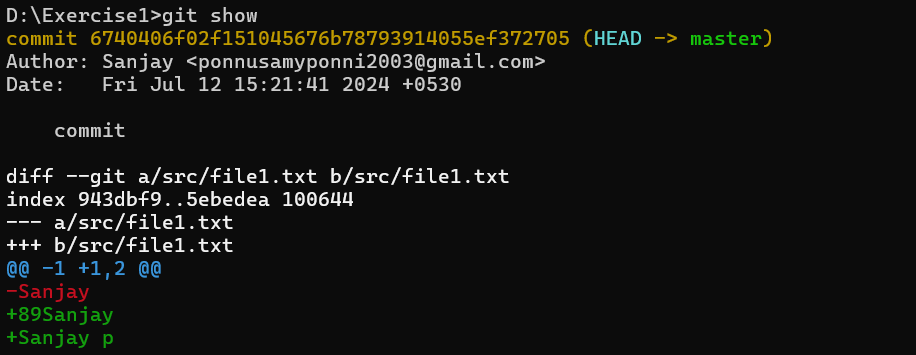 D:\Exercise1>git show
commit 6740406f02f151045676b78793914055ef372705 (HEAD -> master)
Author: Sanjay <ponnusamyponni2003@gmail.com>
Date:   Fri Jul 12 15:21:41 2024 +0530
    commit
diff --git a/src/file1.txt b/src/file1.txt
index 943dbf9..5ebedea 100644
--- a/src/file1.txt
+++ b/src/file1.txt
@@ -1 +1,2 @@
-Sanjay
+89Sanjay
+Sanjay p